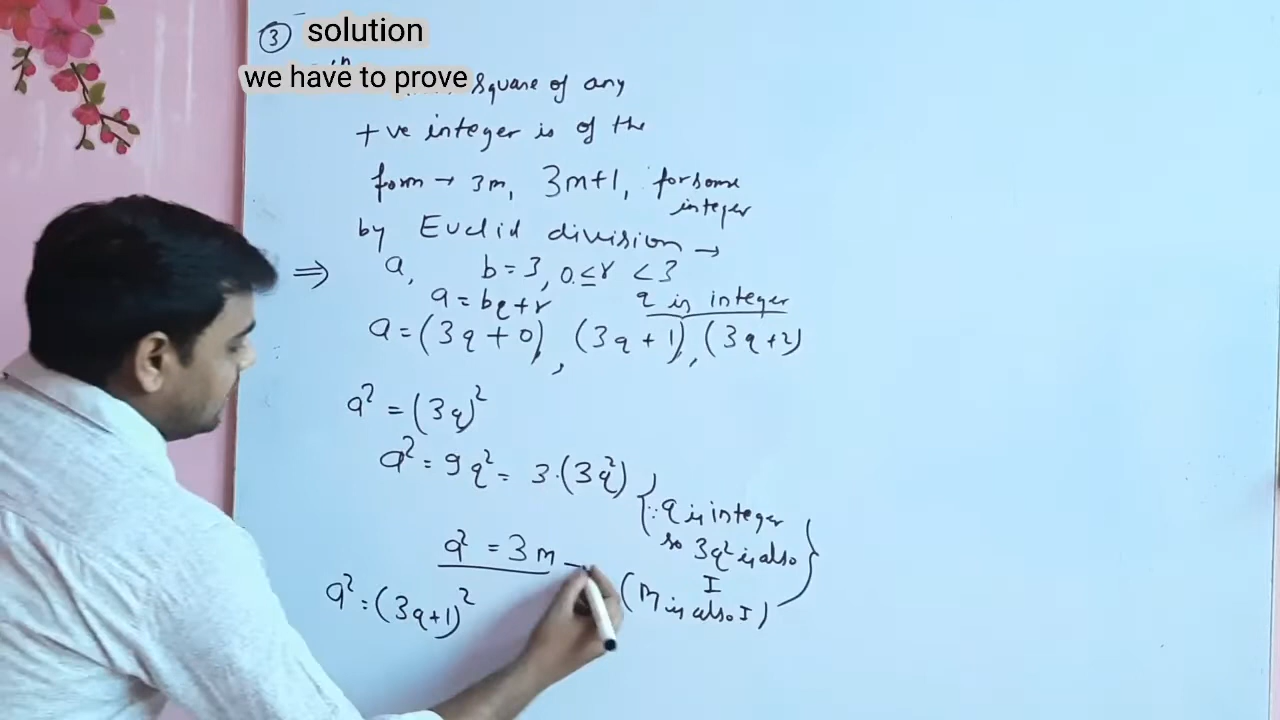 ③ solution
we have to prove
Square of any
+ve integer is of the
form → 3m, 3m+1, for some
integer
by Euclid division →
⇒ a, b = 3, 0 ≤ r < 3
a = bq + r q is integer
a = (3q + 0), (3q + 1), (3q + 2)
a² = (3q)²
a² = 9q² = 3·(3q²)
∵ q is integer
so 3q² is also
I
a² = 3m –
(m is also I)
a² = (3q+1)²